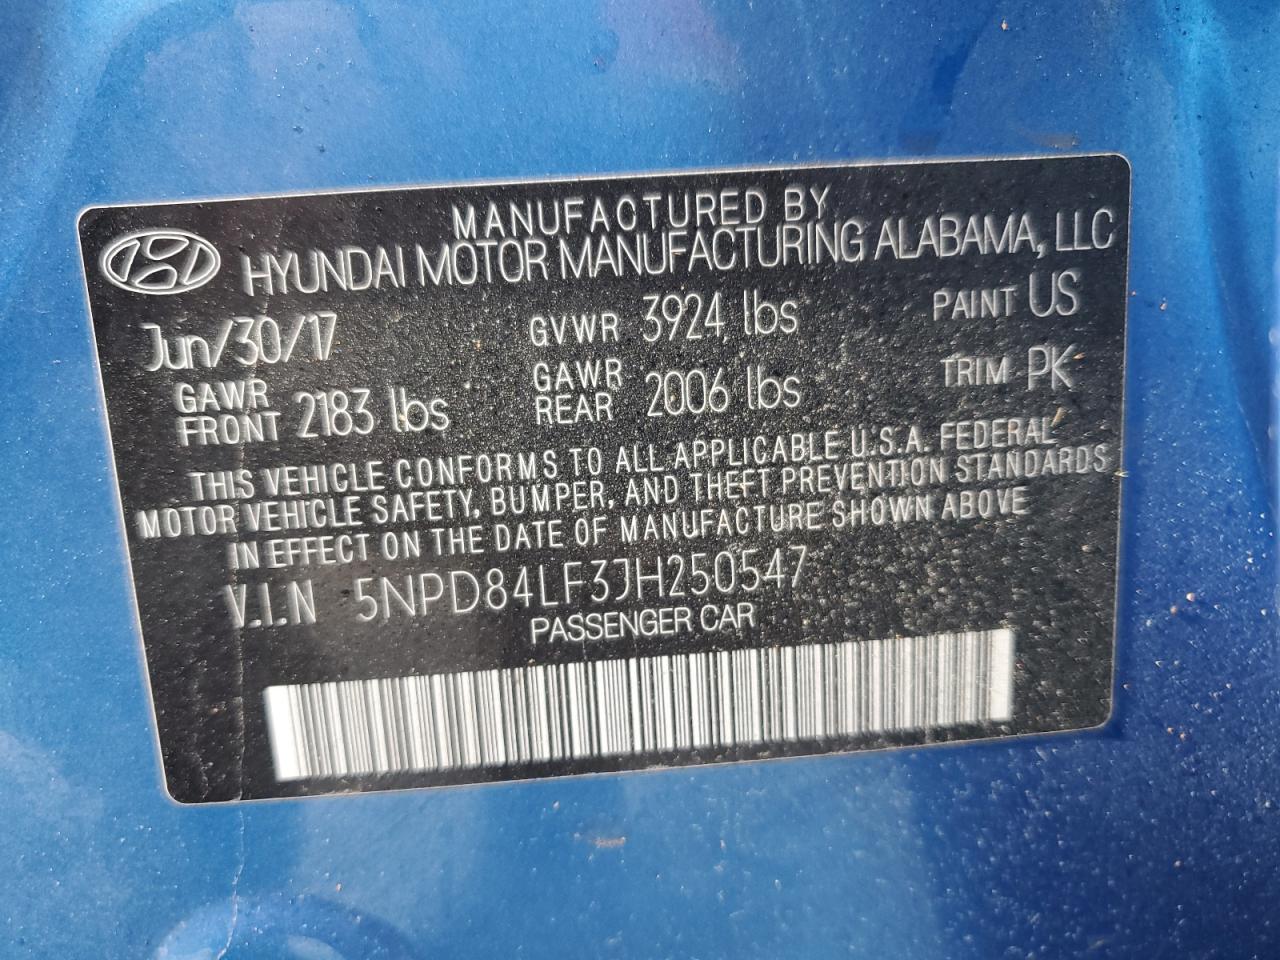 MANUFACTURED BY
HYUNDAI MOTOR MANUFACTURING ALABAMA, LLC
Jun/30/17 GVWR 3924 lbs PAINT US
GAWR FRONT 2183 lbs GAWR REAR 2006 lbs TRIM PK
THIS VEHICLE CONFORMS TO ALL APPLICABLE U.S.A. FEDERAL
MOTOR VEHICLE SAFETY, BUMPER, AND THEFT PREVENTION STANDARDS
IN EFFECT ON THE DATE OF MANUFACTURE SHOWN ABOVE
V.I.N 5NPD84LF3JH250547
PASSENGER CAR